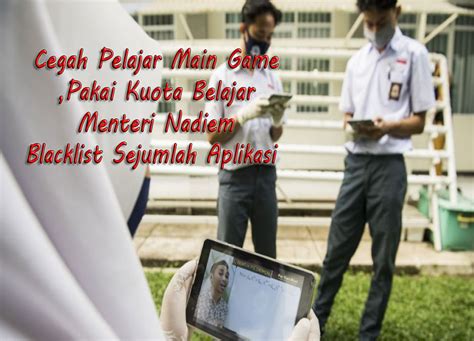 Cegah Pelajar Main Game
,Pakai Kuota Belajar
Menteri Nadiem
Blacklist Sejumlah Aplikasi